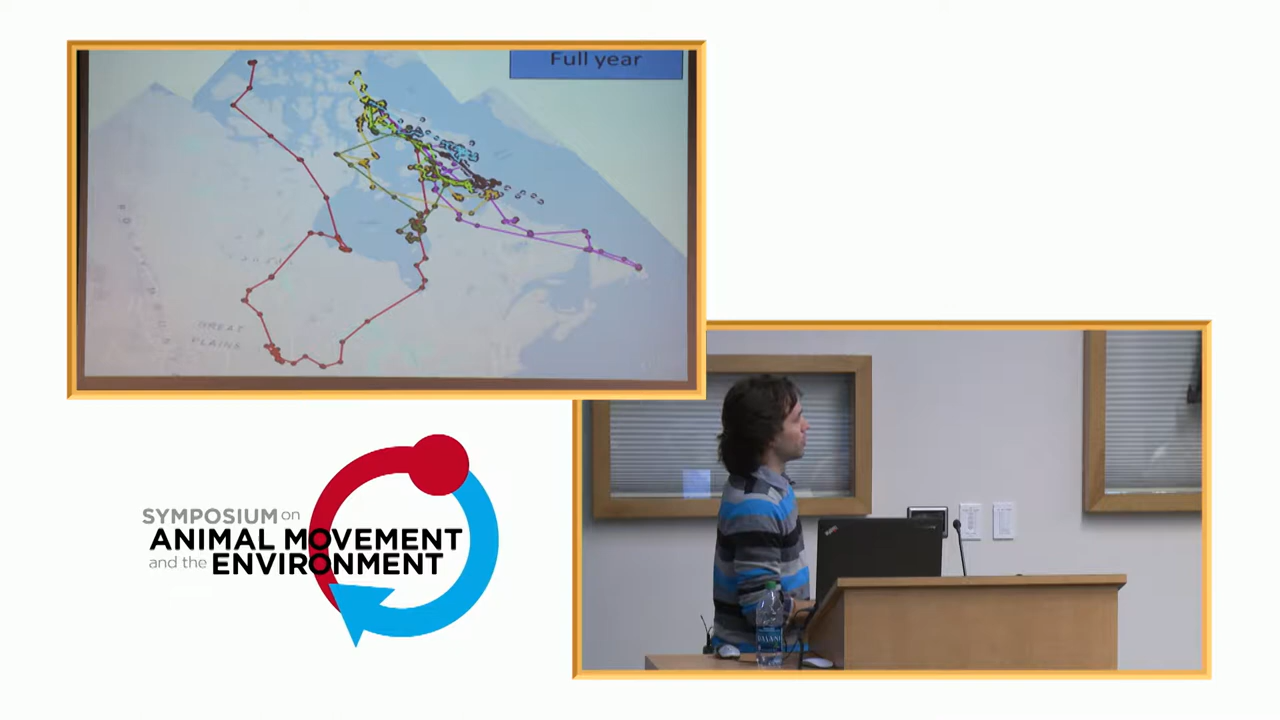 Full year
GREAT
PLAINS
SYMPOSIUM on
ANIMAL MOVEMENT
and the ENVIRONMENT